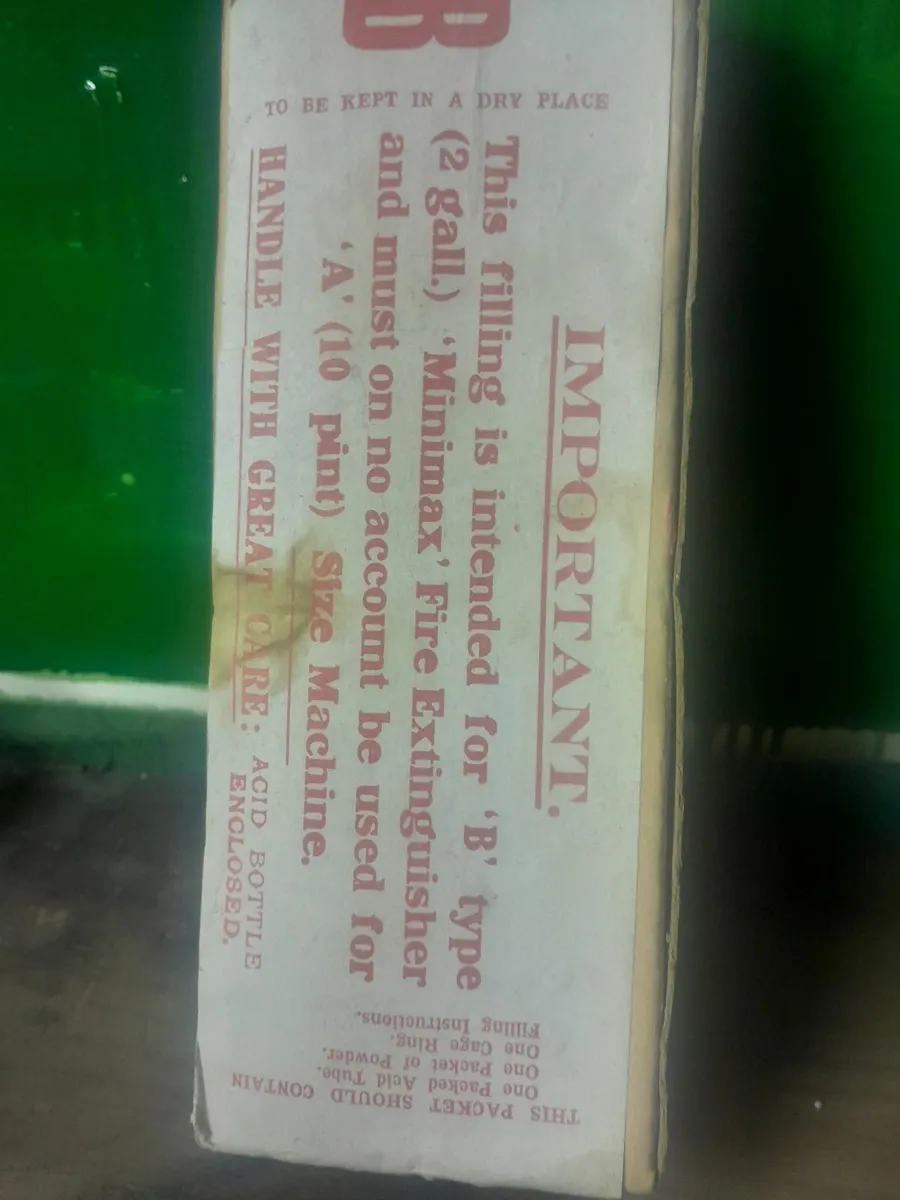 B
TO BE KEPT IN A DRY PLACE
IMPORTANT.
This filling is intended for ‘B’ type
(2 gall.) ‘Minimax’ Fire Extinguisher
and must on no account be used for
‘A’ (10 pint) Size Machine.
HANDLE WITH GREAT CARE: ACID BOTTLE
ENCLOSED.
THIS PACKET SHOULD CONTAIN
One Packed Acid Tube.
One Packet of Powder.
One Cage Ring.
Filling Instructions.